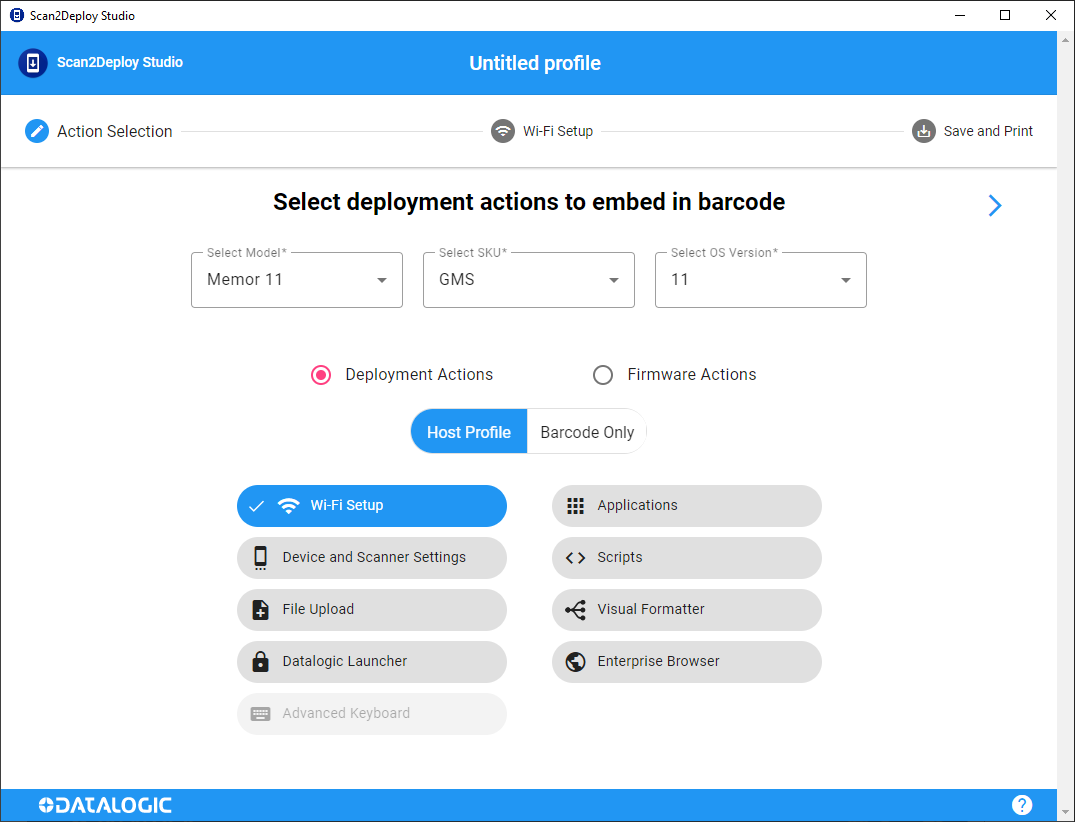 Scan2Deploy Studio
Scan2Deploy Studio
Untitled profile
Action Selection
Wi-Fi Setup
Save and Print
Select deployment actions to embed in barcode
Select Model*
Select SKU*
Select OS Version*
Memor 11
GMS
11
Deployment Actions
Firmware Actions
Host Profile
Barcode Only
Wi-Fi Setup
Applications
Device and Scanner Settings
Scripts
File Upload
Visual Formatter
Datalogic Launcher
Enterprise Browser
Advanced Keyboard
DATALOGIC
?